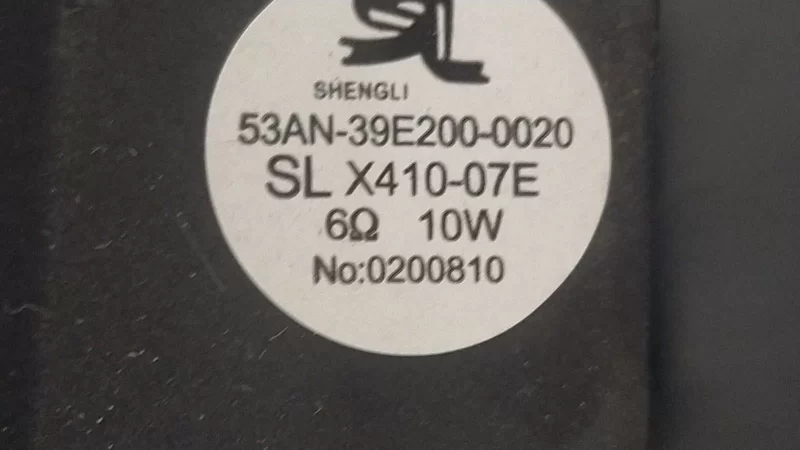 SHENGLI
53AN-39E200-0020
SL X410-07E
6Ω 10W
No:0200810